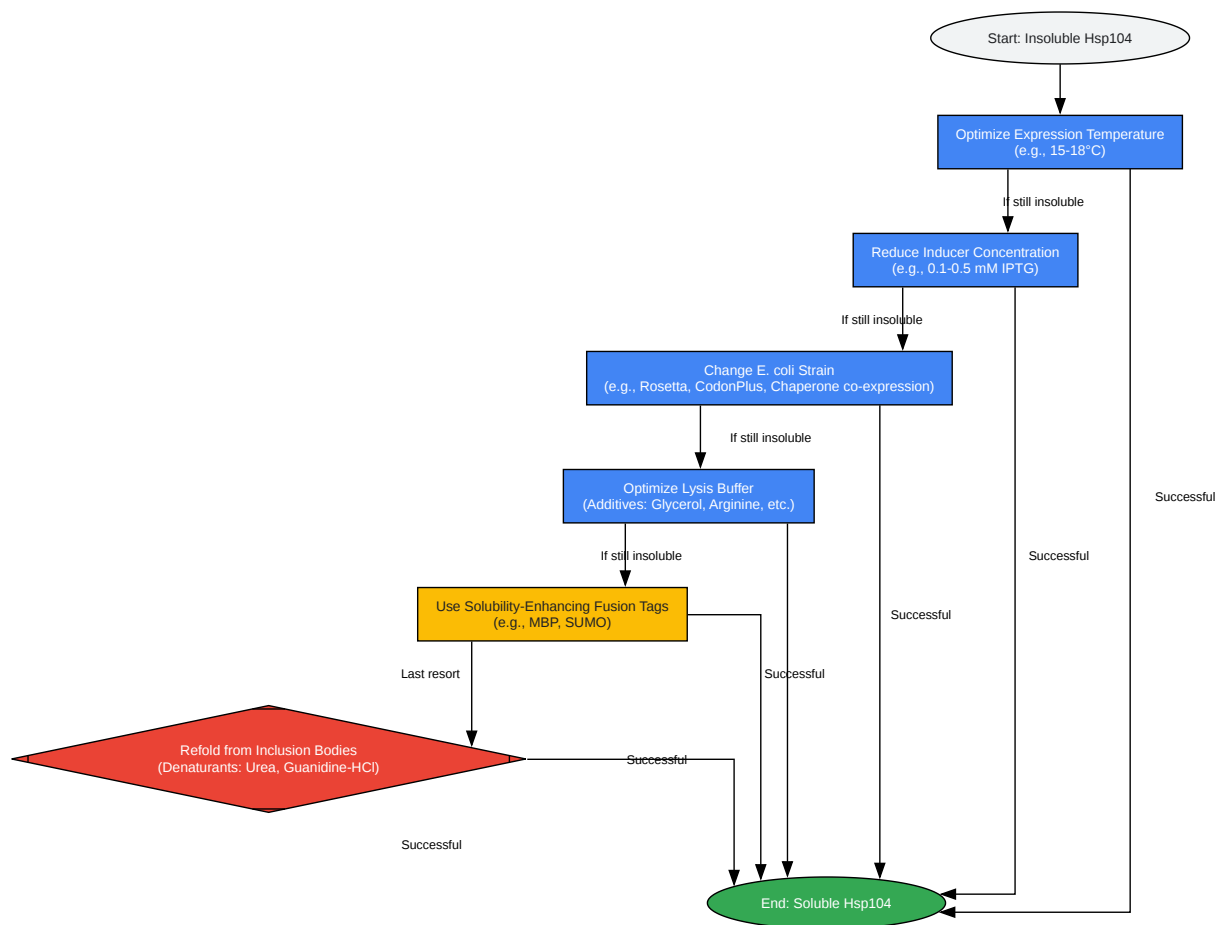 Start: Insoluble Hsp104
Optimize Expression Temperature
(e.g., 15-18°C)
If still insoluble
Reduce Inducer Concentration
(e.g., 0.1-0.5 mM IPTG)
If still insoluble
Change E. coli Strain
(e.g., Rosetta, CodonPlus, Chaperone co-expression)
If still insoluble
Optimize Lysis Buffer
(Additives: Glycerol, Arginine, etc.)
Successful
If still insoluble
Successful
Use Solubility-Enhancing Fusion Tags
(e.g., MBP, SUMO)
Successful
Last resort
Successful
Refold from Inclusion Bodies
(Denaturants: Urea, Guanidine-HCl)
Successful
Successful
End: Soluble Hsp104